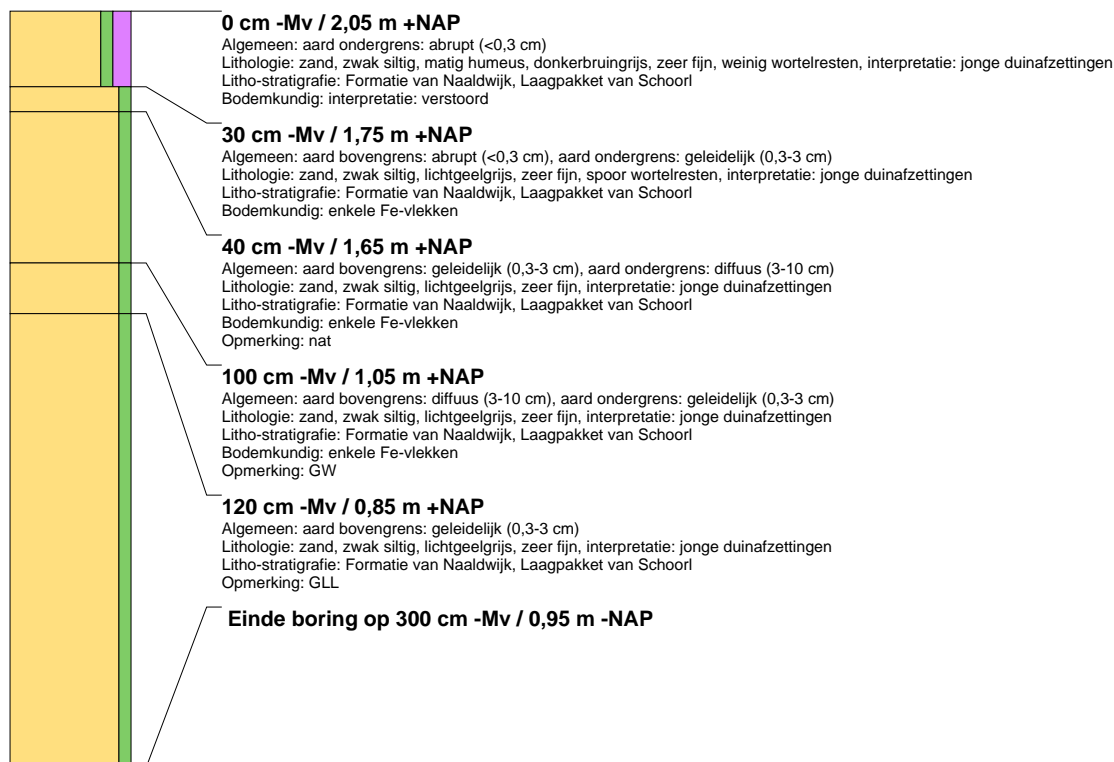 0 cm -Mv / 2,05 m +NAP
Algemeen: aard ondergrens: abrupt (<0,3 cm)
Lithologie: zand, zwak siltig, matig humeus, donkerbruingrijs, zeer fijn, weinig wortelresten, interpretatie: jonge duinafzettingen
Litho-stratigrafie: Formatie van Naaldwijk, Laagpakket van Schoorl
Bodemkundig: interpretatie: verstoord
30 cm -Mv / 1,75 m +NAP
Algemeen: aard bovengrens: abrupt (<0,3 cm), aard ondergrens: geleidelijk (0,3-3 cm)
Lithologie: zand, zwak siltig, lichtgeelgrijs, zeer fijn, spoor wortelresten, interpretatie: jonge duinafzettingen
Litho-stratigrafie: Formatie van Naaldwijk, Laagpakket van Schoorl
Bodemkundig: enkele Fe-vlekken
40 cm -Mv / 1,65 m +NAP
Algemeen: aard bovengrens: geleidelijk (0,3-3 cm), aard ondergrens: diffuus (3-10 cm)
Lithologie: zand, zwak siltig, lichtgeelgrijs, zeer fijn, interpretatie: jonge duinafzettingen
Litho-stratigrafie: Formatie van Naaldwijk, Laagpakket van Schoorl
Bodemkundig: enkele Fe-vlekken
Opmerking: nat
100 cm -Mv / 1,05 m +NAP
Algemeen: aard bovengrens: diffuus (3-10 cm), aard ondergrens: geleidelijk (0,3-3 cm)
Lithologie: zand, zwak siltig, lichtgeelgrijs, zeer fijn, interpretatie: jonge duinafzettingen
Litho-stratigrafie: Formatie van Naaldwijk, Laagpakket van Schoorl
Bodemkundig: enkele Fe-vlekken
Opmerking: GW
120 cm -Mv / 0,85 m +NAP
Algemeen: aard bovengrens: geleidelijk (0,3-3 cm)
Lithologie: zand, zwak siltig, lichtgeelgrijs, zeer fijn, interpretatie: jonge duinafzettingen
Litho-stratigrafie: Formatie van Naaldwijk, Laagpakket van Schoorl
Opmerking: GLL
Einde boring op 300 cm -Mv / 0,95 m -NAP